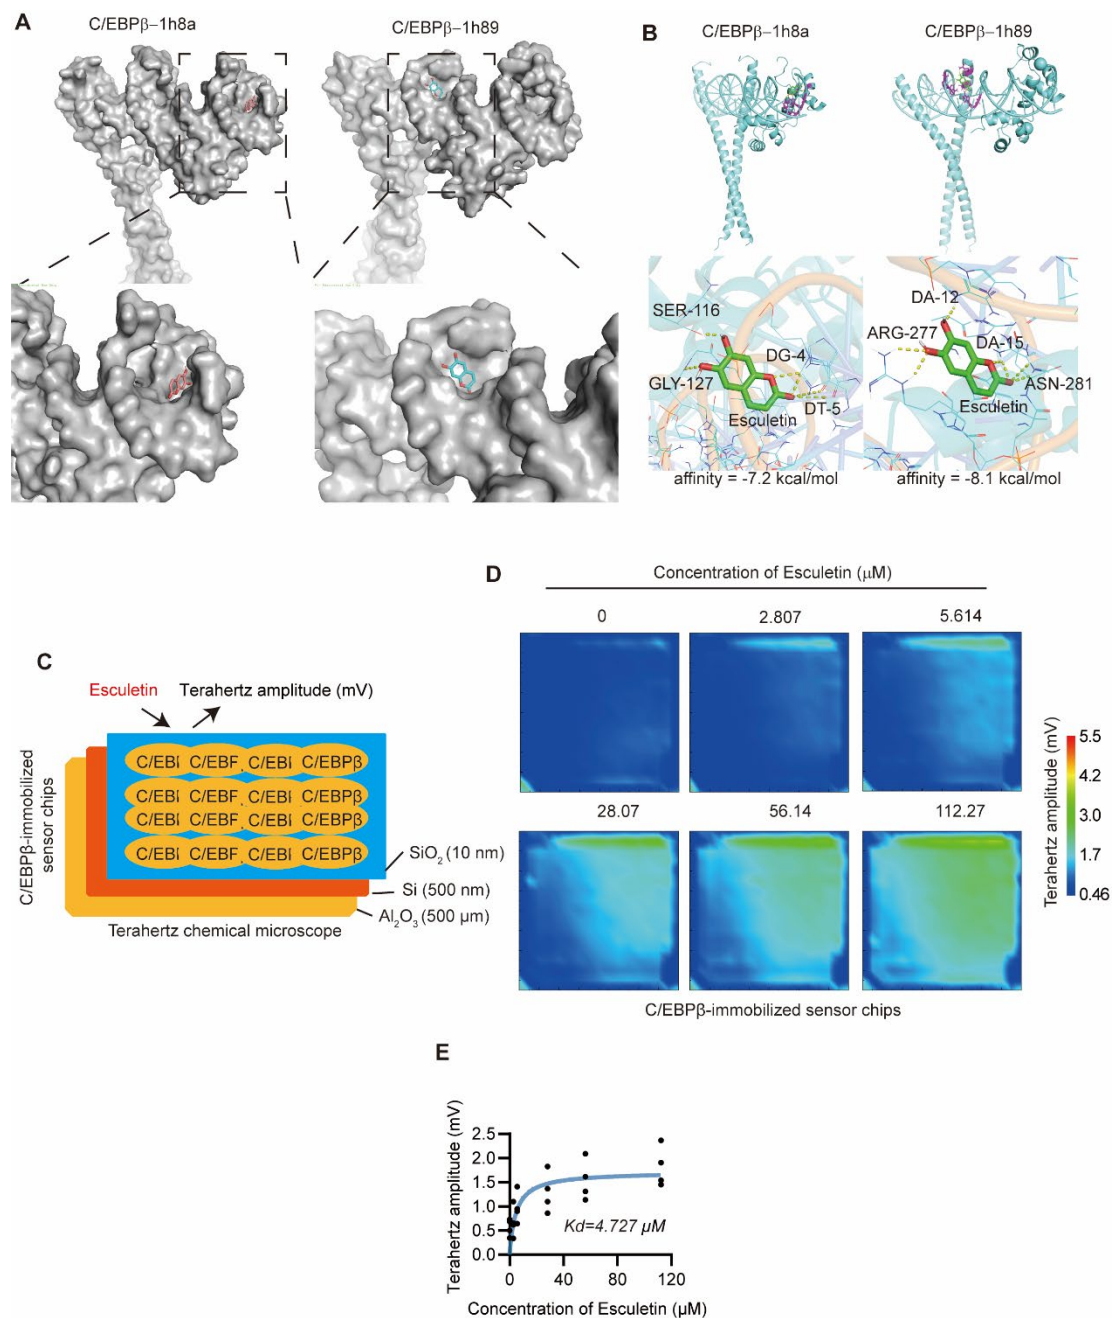 A
C/EBPβ–1h8a
C/EBPβ–1h89
B
C/EBPβ–1h8a
C/EBPβ–1h89
SER-116
DG-4
GLY-127
DT-5
Esculetin
affinity = -7.2 kcal/mol
DA-12
ARG-277
DA-15
ASN-281
Esculetin
affinity = -8.1 kcal/mol
C
Esculetin
Terahertz amplitude (mV)
C/EBPβ-immobilized
sensor chips
C/EBI C/EBF C/EBI C/EBPβ
C/EBI C/EBF C/EBI C/EBPβ
C/EBI C/EBF C/EBI C/EBPβ
C/EBI C/EBF C/EBI C/EBPβ
SiO2 (10 nm)
Si (500 nm)
Al2O3 (500 μm)
Terahertz chemical microscope
D
Concentration of Esculetin (μM)
0 2.807 5.614
28.07 56.14 112.27
C/EBPβ-immobilized sensor chips
Terahertz amplitude (mV)
5.5
4.2
3.0
1.7
0.46
E
Terahertz amplitude (mV)
2.5
2.0
1.5
1.0
0.5
0.0
Kd=4.727 μM
0 40 80 120
Concentration of Esculetin (μM)